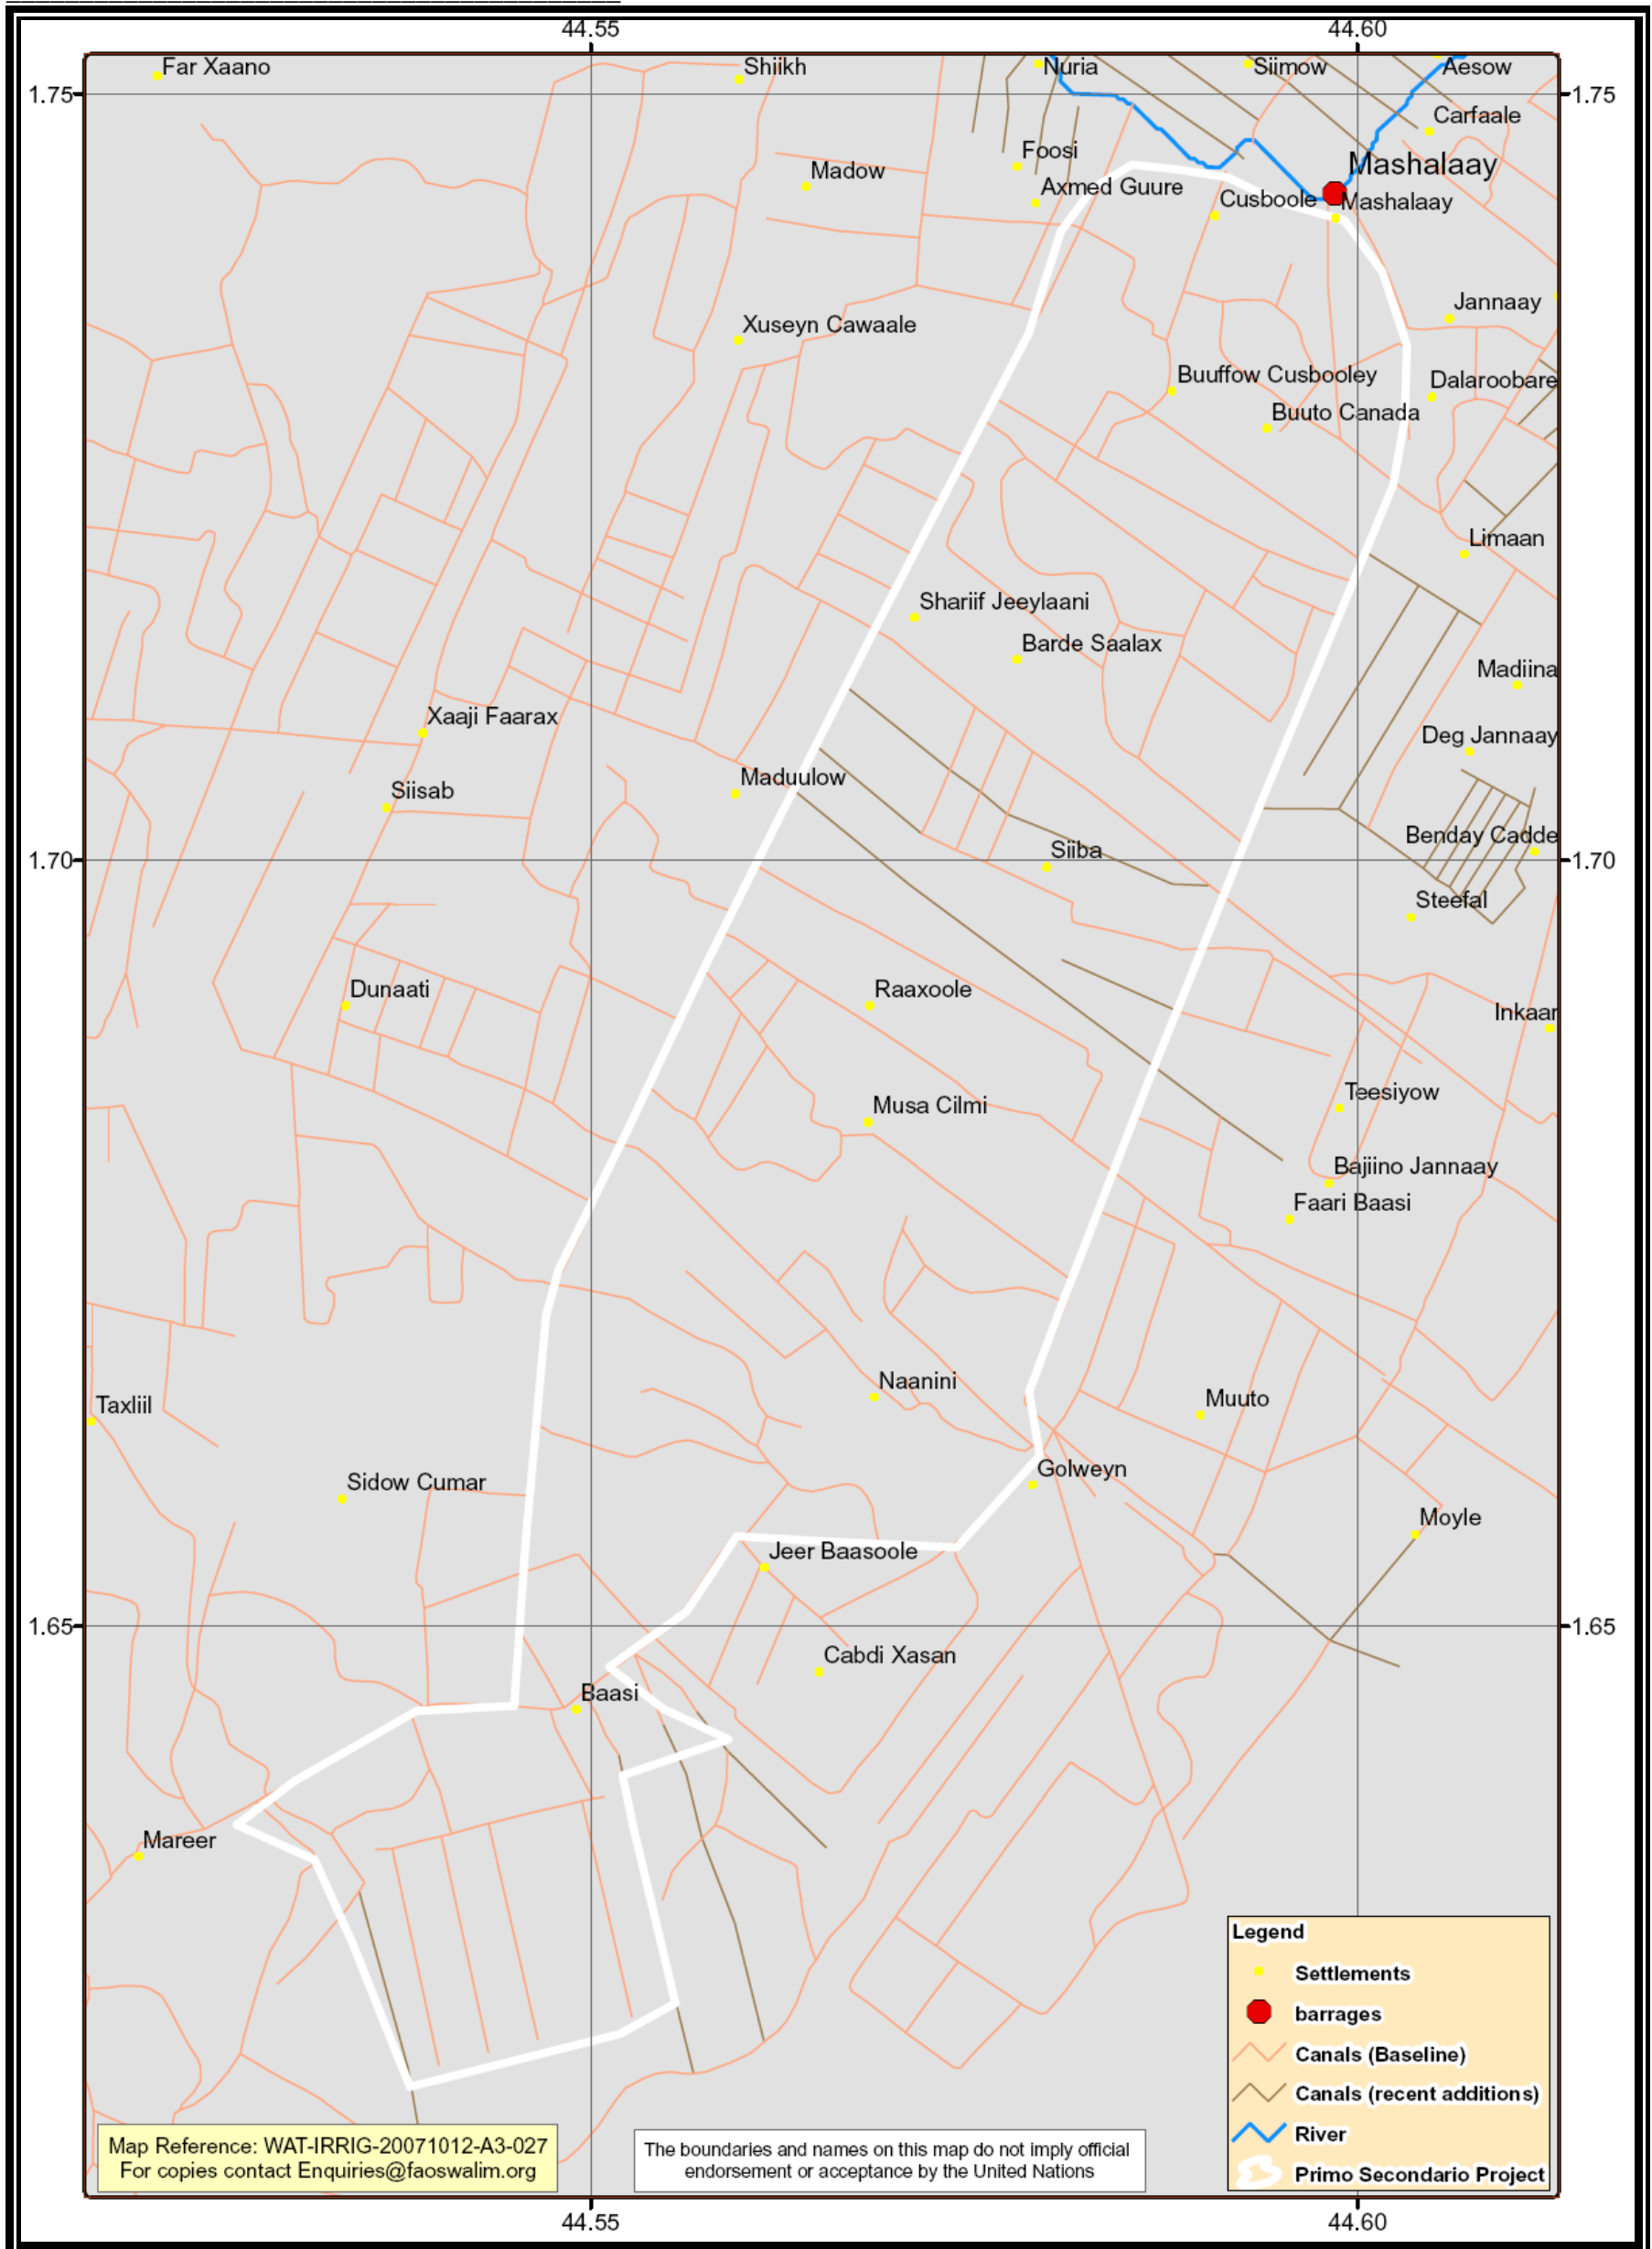 44.55 44.60
Far Xaano Shiikh Nuria Siimow Aesow
1.75 1.75
Carfaale
Foosi Mashalaay
Madow
Axmed Guure Cusboole Mashalaay
Jannaay
Xuseyn Cawaale
Buuffow Cusbooley Dalaroobare
Buuto Canada
Limaan
Shariif Jeeylaani
Barde Saalax
Madiina
Xaaji Faarax
Deg Jannaay
Siisab Maduulow
Benday Cadde
Siiba
1.70 1.70
Steefal
Dunaati Raaxoole
Inkaar
Teesiyow
Musa Cilmi
Bajiino Jannaay
Faari Baasi
Naanini
Muuto
Taxliil
Golweyn
Sidow Cumar
Moyle
Jeer Baasoole
1.65 1.65
Cabdi Xasan
Baasi
Mareer
Legend
Settlements
barrages
Canals (Baseline)
Canals (recent additions)
River
Primo Secondario Project
Map Reference: WAT-IRRIG-20071012-A3-027
For copies contact Enquiries@faoswalim.org
The boundaries and names on this map do not imply official
endorsement or acceptance by the United Nations
44.55 44.60